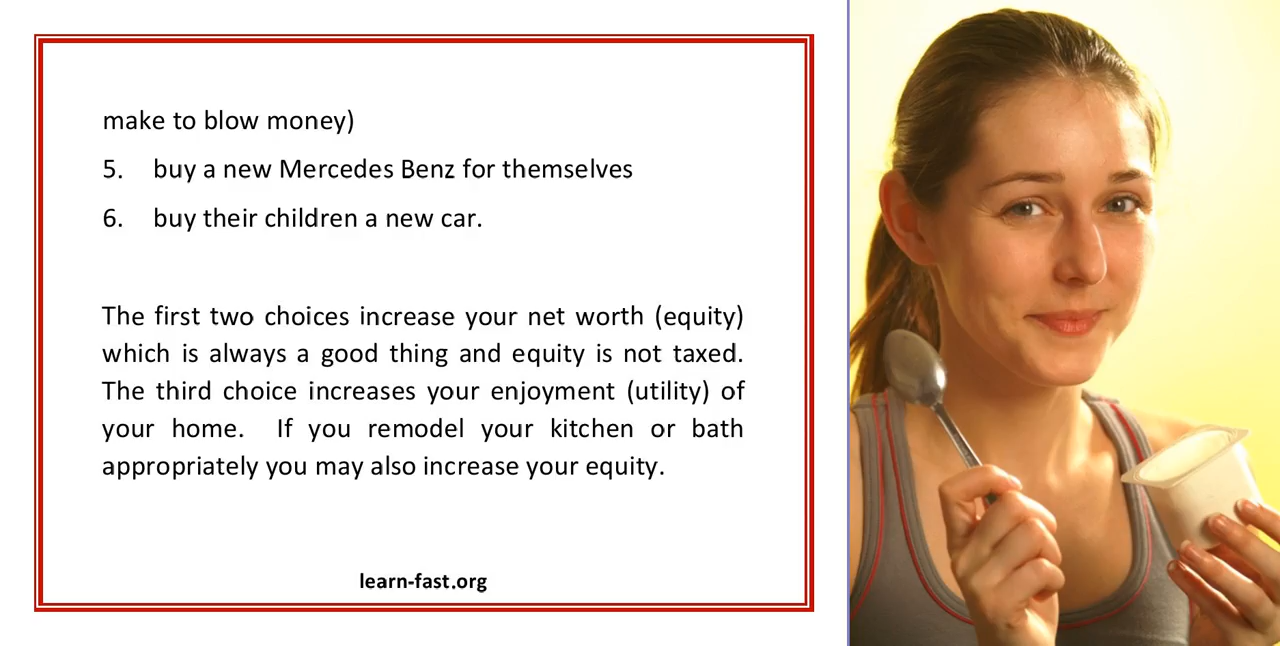 make to blow money)
5. buy a new Mercedes Benz for themselves
6. buy their children a new car.
The first two choices increase your net worth (equity)
which is always a good thing and equity is not taxed.
The third choice increases your enjoyment (utility) of
your home. If you remodel your kitchen or bath
appropriately you may also increase your equity.
learn-fast.org